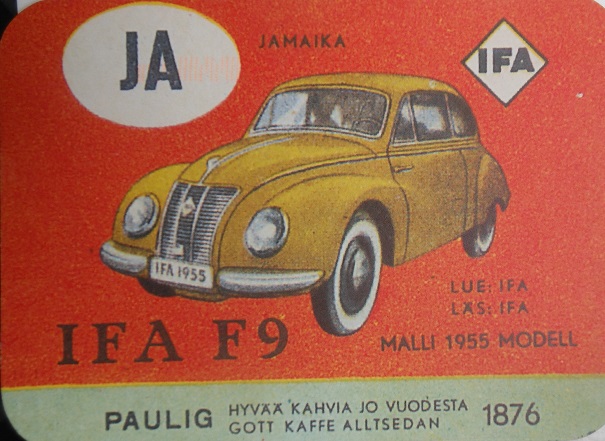 JA
JAMAIKA
IFA
IFA 1955
LUE: IFA
LÄS: IFA
IFA F9
MALLI 1955 MODELL
PAULIG
HYVÄÄ KAHVIA JO VUODESTA
GOTT KAFFE ALLTSEDAN
1876